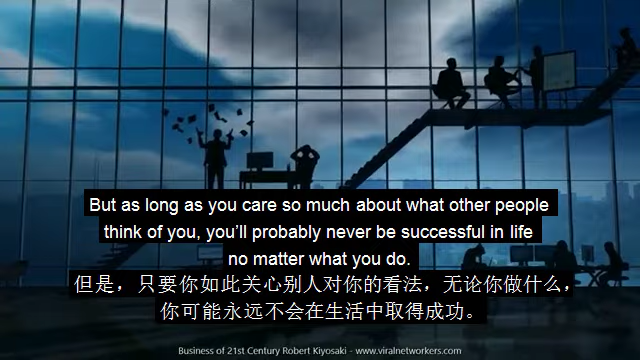 But as long as you care so much about what other people
think of you, you'll probably never be successful in life
no matter what you do.
但是，只要你如此关心别人对你的看法，无论你做什么，
你可能永远不会在生活中取得成功。
Business of 21st Century Robert Kiyosaki - www.viralnetworkers.com